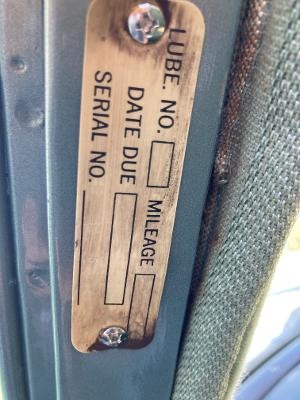 LUBE. NO. MILEAGE
DATE DUE
SERIAL NO.